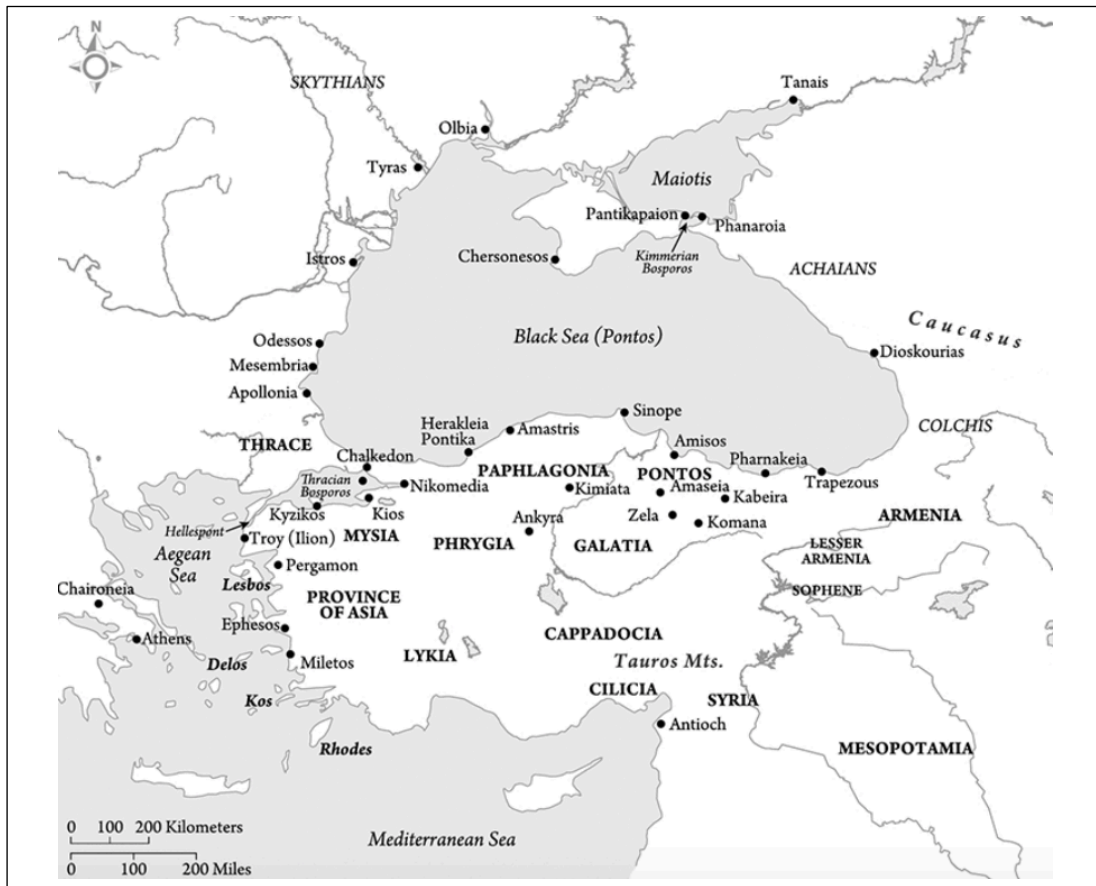 N
SKYTHIANS
Tanais
Olbia
Tyras
Maiotis
Pantikapaion
Phanaroia
Kimmerian
Bosporos
Istros
Chersonesos
ACHAIANS
Caucasus
Odessos
Black Sea (Pontos)
Dioskourias
Mesembria
Apollonia
Sinope
Herakleia
Pontika
Amastris
COLCHIS
THRACE
Amisos
Chalkedon
PAPHLAGONIA
PONTOS
Pharnakeia
Trapezous
Thracian
Bosporos
Nikomedia
Kimiata
Amaseia
Kabeira
Kyzikos
Kios
Zela
Komana
ARMENIA
Hellespont
Troy (Ilion)
MYSIA
Ankyra
PHRYGIA
GALATIA
LESSER
ARMENIA
Aegean
Sea
Pergamon
Lesbos
SOPHENE
Chaironeia
PROVINCE
OF ASIA
Ephesos
CAPPADOCIA
Athens
Delos
Miletos
LYKIA
Tauros Mts.
Kos
CILICIA
SYRIA
Antioch
Rhodes
MESOPOTAMIA
0 100 200 Kilometers
0 100 200 Miles
Mediterranean Sea